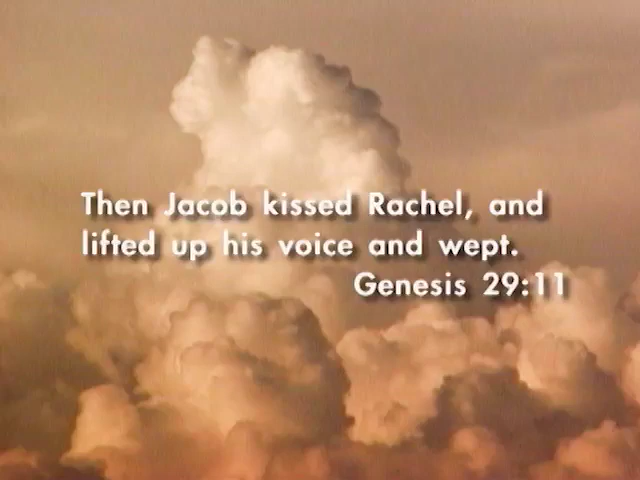 Then Jacob kissed Rachel, and
lifted up his voice and wept.
Genesis 29:11